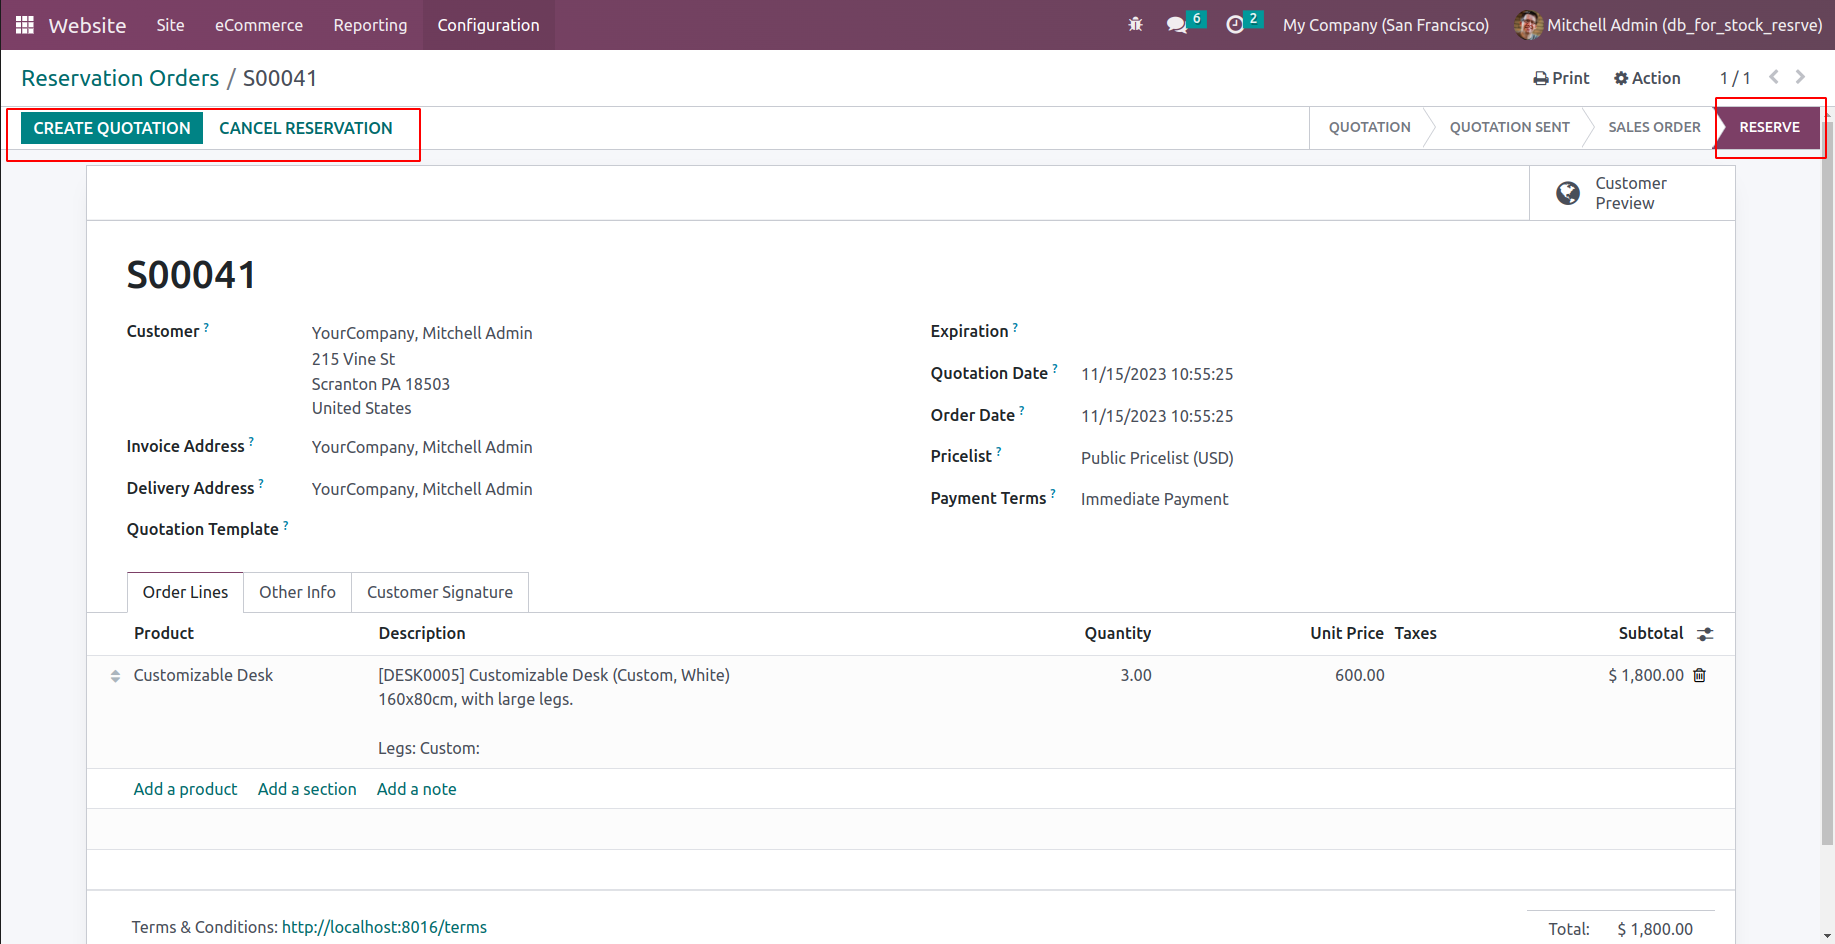 Website Site eCommerce Reporting Configuration 6 2 My Company (San Francisco) Mitchell Admin (db_for_stock_resrve)
Reservation Orders / S00041 Print Action 1 / 1
CREATE QUOTATION CANCEL RESERVATION QUOTATION QUOTATION SENT SALES ORDER RESERVE
Customer
Preview
S00041
Customer ? YourCompany, Mitchell Admin Expiration ?
215 Vine St
Scranton PA 18503
United States
Quotation Date ? 11/15/2023 10:55:25
Order Date ? 11/15/2023 10:55:25
Invoice Address ? YourCompany, Mitchell Admin Pricelist ? Public Pricelist (USD)
Delivery Address ? YourCompany, Mitchell Admin Payment Terms ? Immediate Payment
Quotation Template ?
Order Lines Other Info Customer Signature
Product Description Quantity Unit Price Taxes Subtotal
Customizable Desk [DESK0005] Customizable Desk (Custom, White) 3.00 600.00 $ 1,800.00
160x80cm, with large legs.
Legs: Custom:
Add a product Add a section Add a note
Terms & Conditions: http://localhost:8016/terms Total: $ 1,800.00